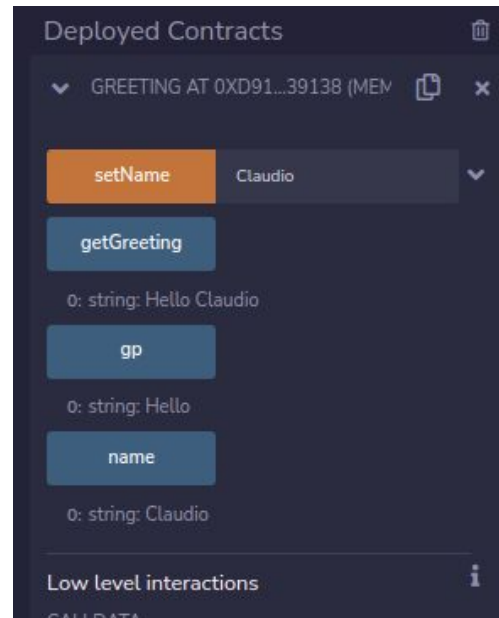 Deployed Contracts
GREETING AT 0XD91...39138 (MEM
setName Claudio
getGreeting
0: string: Hello Claudio
gp
0: string: Hello
name
0: string: Claudio
Low level interactions
CALLDATA